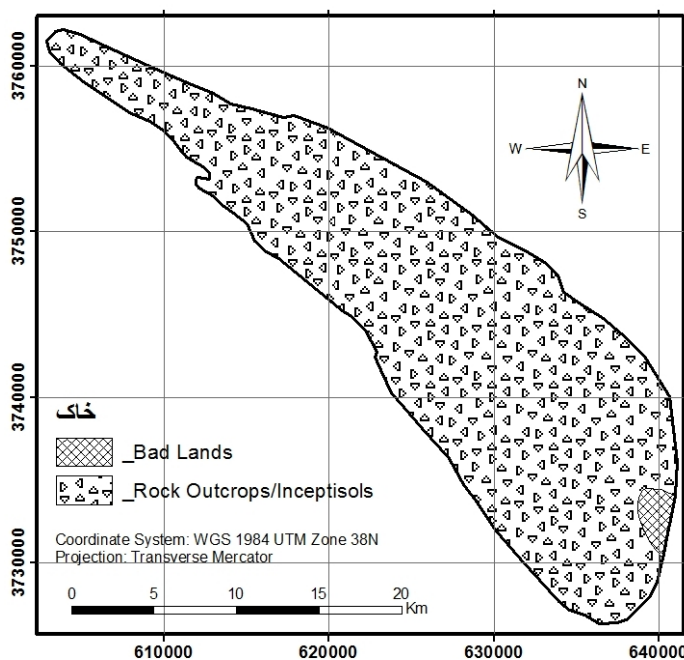 3760000
3750000
3740000
3730000
N
W E
S
خاک
_Bad Lands
_Rock Outcrops/Inceptisols
Coordinate System: WGS 1984 UTM Zone 38N
Projection: Transverse Mercator
0 5 10 15 20
Km
610000 620000 630000 640000